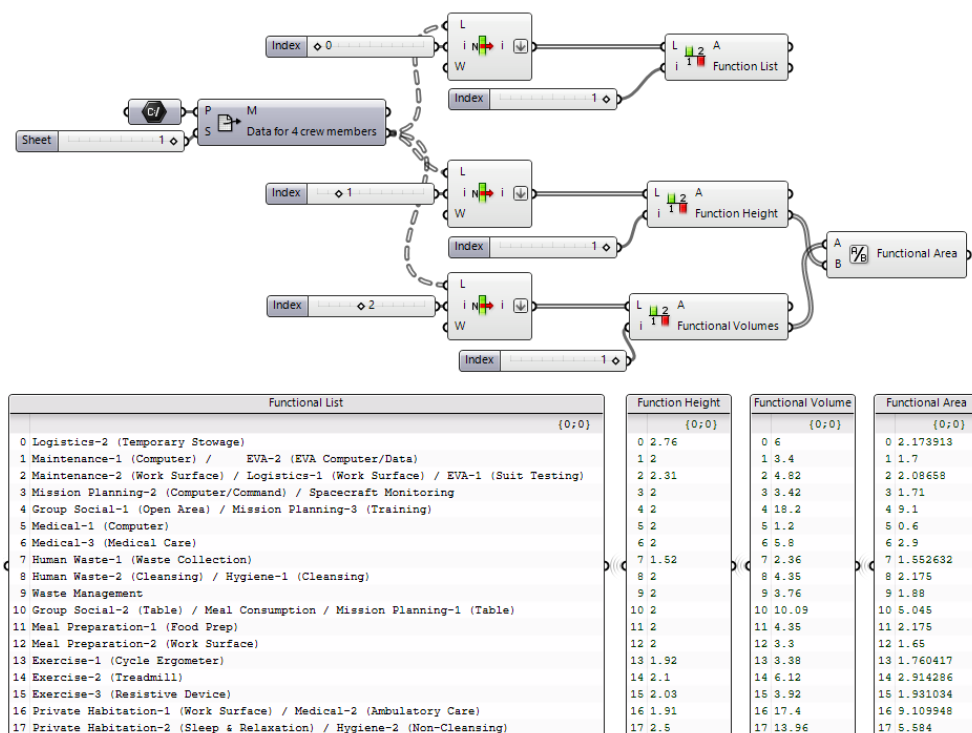 L
Index 0 i N i L 2 A
W i 1 Function List
Index 1
C:/ P M
S Data for 4 crew members
Sheet 1
L
Index 1 i N i L 2 A
W i 1 Function Height
Index 1
A A/B Functional Area
B
L
Index 2 i N i L 2 A
W i 1 Functional Volumes
Index 1
Functional List Function Height Functional Volume Functional Area
{0;0} {0;0} {0;0} {0;0}
0 Logistics-2 (Temporary Stowage) 0 2.76 0 6 0 2.173913
1 Maintenance-1 (Computer) / EVA-2 (EVA Computer/Data) 1 2 1 3.4 1 1.7
2 Maintenance-2 (Work Surface) / Logistics-1 (Work Surface) / EVA-1 (Suit Testing) 2 2.31 2 4.82 2 2.08658
3 Mission Planning-2 (Computer/Command) / Spacecraft Monitoring 3 2 3 3.42 3 1.71
4 Group Social-1 (Open Area) / Mission Planning-3 (Training) 4 2 4 18.2 4 9.1
5 Medical-1 (Computer) 5 2 5 1.2 5 0.6
6 Medical-3 (Medical Care) 6 2 6 5.8 6 2.9
7 Human Waste-1 (Waste Collection) 7 1.52 7 2.36 7 1.552632
8 Human Waste-2 (Cleansing) / Hygiene-1 (Cleansing) 8 2 8 4.35 8 2.175
9 Waste Management 9 2 9 3.76 9 1.88
10 Group Social-2 (Table) / Meal Consumption / Mission Planning-1 (Table) 10 2 10 10.09 10 5.045
11 Meal Preparation-1 (Food Prep) 11 2 11 4.35 11 2.175
12 Meal Preparation-2 (Work Surface) 12 2 12 3.3 12 1.65
13 Exercise-1 (Cycle Ergometer) 13 1.92 13 3.38 13 1.760417
14 Exercise-2 (Treadmill) 14 2.1 14 6.12 14 2.914286
15 Exercise-3 (Resistive Device) 15 2.03 15 3.92 15 1.931034
16 Private Habitation-1 (Work Surface) / Medical-2 (Ambulatory Care) 16 1.91 16 17.4 16 9.109948
17 Private Habitation-2 (Sleep & Relaxation) / Hygiene-2 (Non-Cleansing) 17 2.5 17 13.96 17 5.584